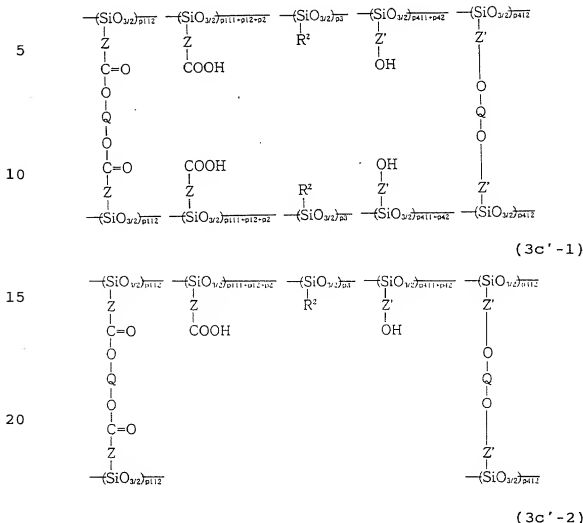 —(SiO3/2)p112 —(SiO3/2)p111+p12+p2 —(SiO3/2)p3 —(SiO3/2)p411+p42 —(SiO3/2)p412
Z Z R² Z' Z'
5
C=O COOH OH
O O
Q Q
O O
C=O COOH OH
10
Z Z R² Z' Z'
—(SiO3/2)p112 —(SiO3/2)p111+p12+p2 —(SiO3/2)p3 —(SiO3/2)p411+p42 —(SiO3/2)p412
(3c'-1)
—(SiO3/2)p112 —(SiO3/2)p111+p12+p2 —(SiO3/2)p3 —(SiO3/2) —(SiO3/2)p412
15
Z Z R² Z' Z'
C=O COOH OH
O O
Q Q
O O
20
C=O
Z Z'
—(SiO3/2)p112 —(SiO3/2)p412
(3c'-2)